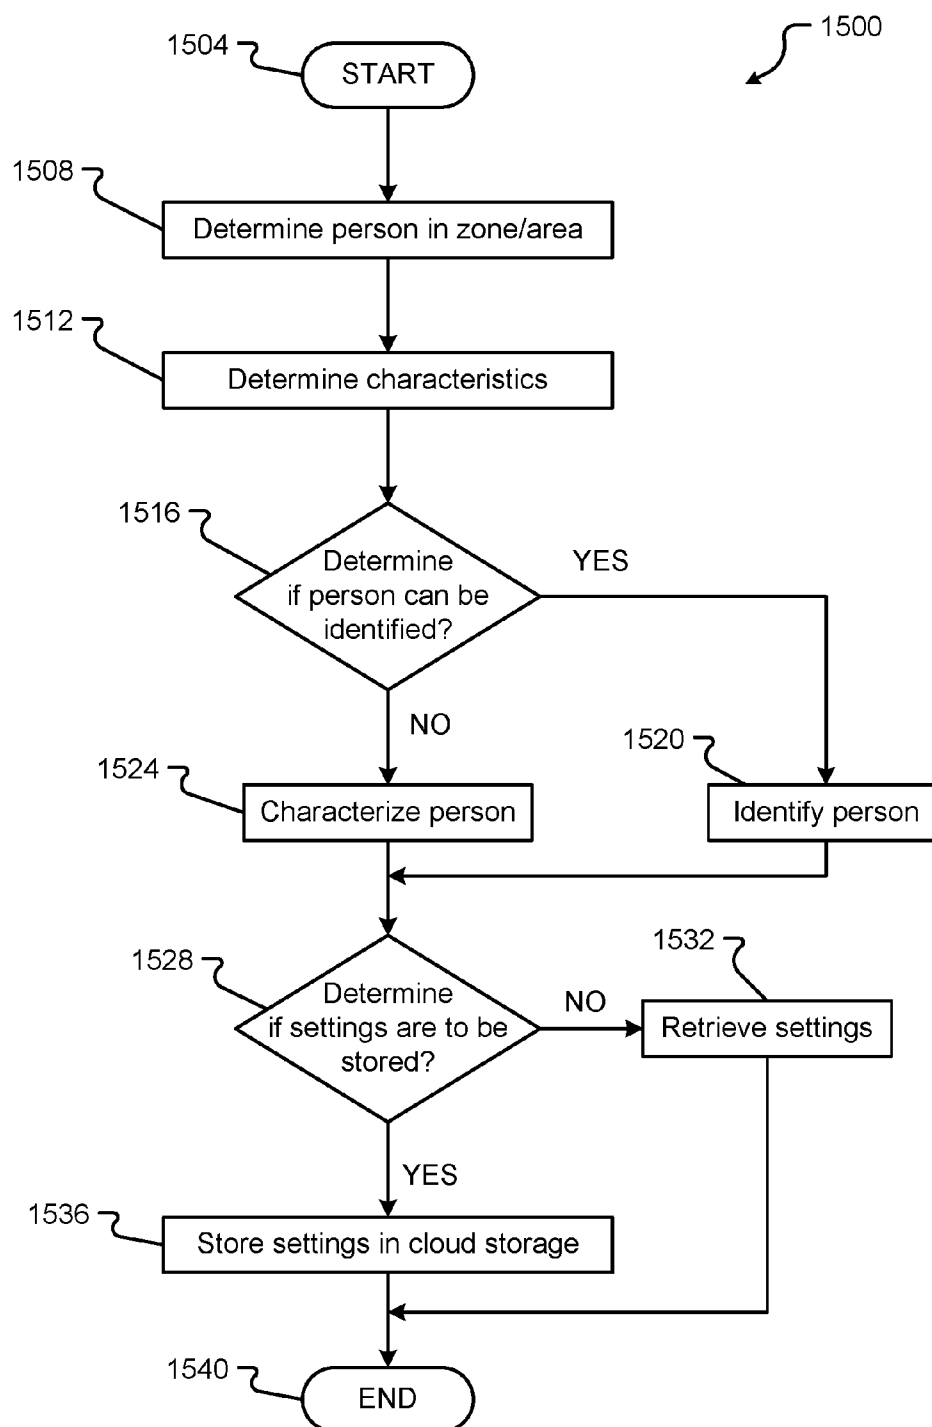 1500
1504
START
1508
Determine person in zone/area
1512
Determine characteristics
1516
Determine
if person can be
identified?
YES
NO
1520
1524
Characterize person
Identify person
1528
Determine
if settings are to be
stored?
NO
1532
Retrieve settings
YES
1536
Store settings in cloud storage
1540
END